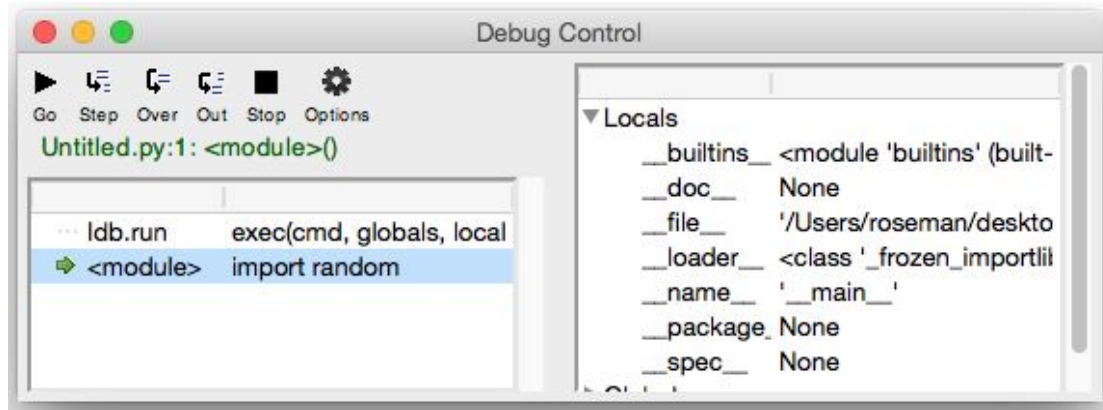 Debug Control
Go Step Over Out Stop Options
Untitled.py:1: <module>()
ldb.run exec(cmd, globals, local
<module> import random
Locals
__builtins__ <module 'builtins' (built-
__doc__ None
__file__ '/Users/roseman/deskto
__loader__ <class '_frozen_importlib
__name__ '__main__'
__package_ None
__spec__ None